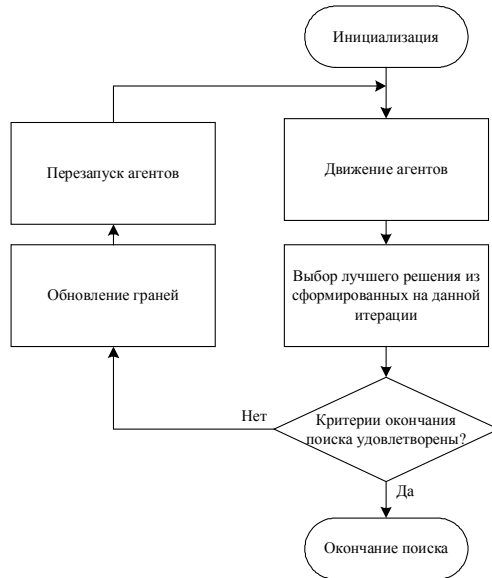 Инициализация
Перезапуск агентов
Движение агентов
Обновление граней
Выбор лучшего решения из
сформированных на данной
итерации
Нет
Критерии окончания
поиска удовлетворены?
Да
Окончание поиска